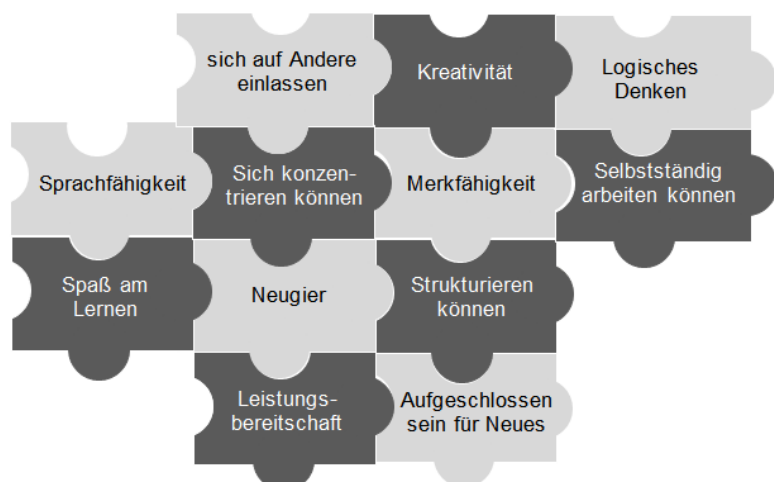 sich auf Andere
einlassen
Kreativität
Logisches
Denken
Sprachfähigkeit
Sich konzen-
trieren können
Merkfähigkeit
Selbstständig
arbeiten können
Spaß am
Lernen
Neugier
Strukturieren
können
Leistungs-
bereitschaft
Aufgeschlossen
sein für Neues